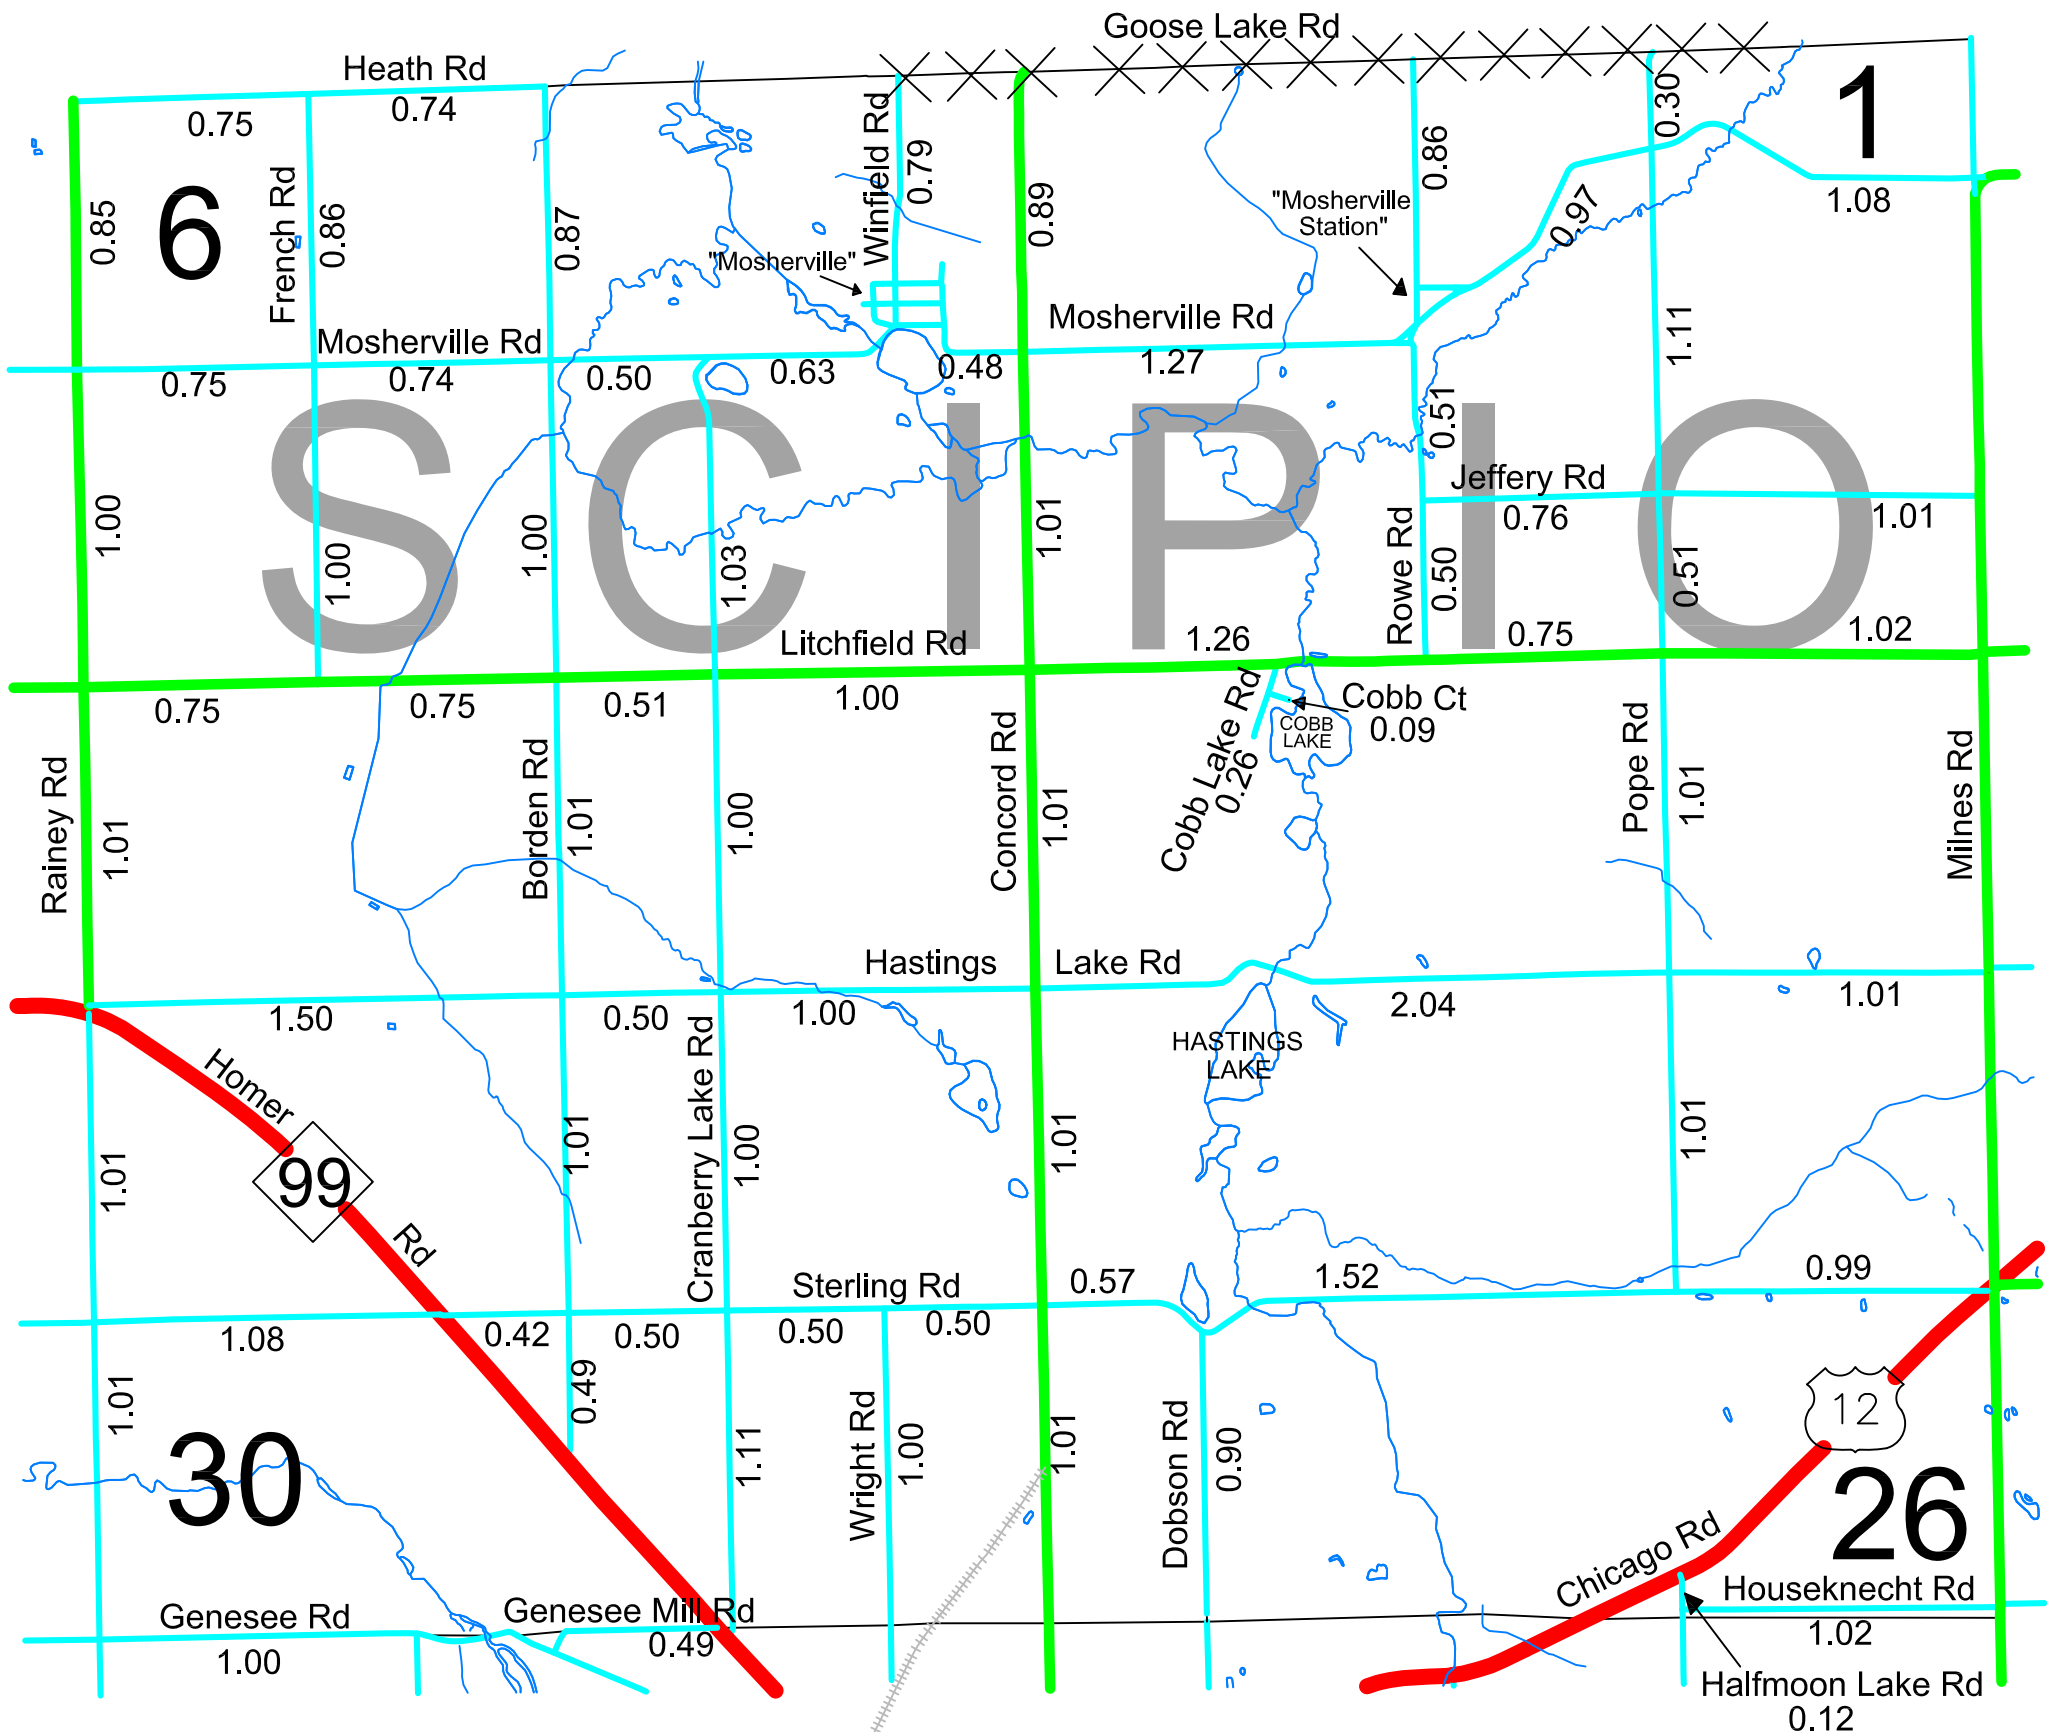 Goose Lake Rd
Heath Rd
0.75
0.74
0.30
1
Winfield Rd
0.79
0.86
0.85
6
French Rd
0.86
0.87
0.89
"Mosherville
Station"
0.97
1.08
"Mosherville"
Mosherville Rd
Mosherville Rd
1.11
0.75
0.74
0.50
0.63
0.48
1.27
0.51
SCIPIO
Jeffery Rd
0.76
1.01
1.00
1.00
1.00
1.03
1.01
Rowe Rd
0.50
0.51
Litchfield Rd
1.26
0.75
1.02
0.75
0.75
0.51
1.00
Cobb Lake Rd
0.26
Cobb Ct
0.09
COBB
LAKE
Rainey Rd
1.01
Borden Rd
1.01
1.00
Concord Rd
1.01
Pope Rd
1.01
Milnes Rd
Hastings Lake Rd
1.50
0.50
1.00
2.04
1.01
HASTINGS
LAKE
Homer Rd
99
1.01
1.01
Cranberry Lake Rd
1.00
1.01
1.01
Sterling Rd
0.57
1.52
0.99
1.08
0.42
0.50
0.50
0.50
1.01
0.49
30
1.11
Wright Rd
1.00
1.01
Dobson Rd
0.90
12
26
Chicago Rd
Houseknecht Rd
1.02
Genesee Rd
1.00
Genesee Mill Rd
0.49
Halfmoon Lake Rd
0.12